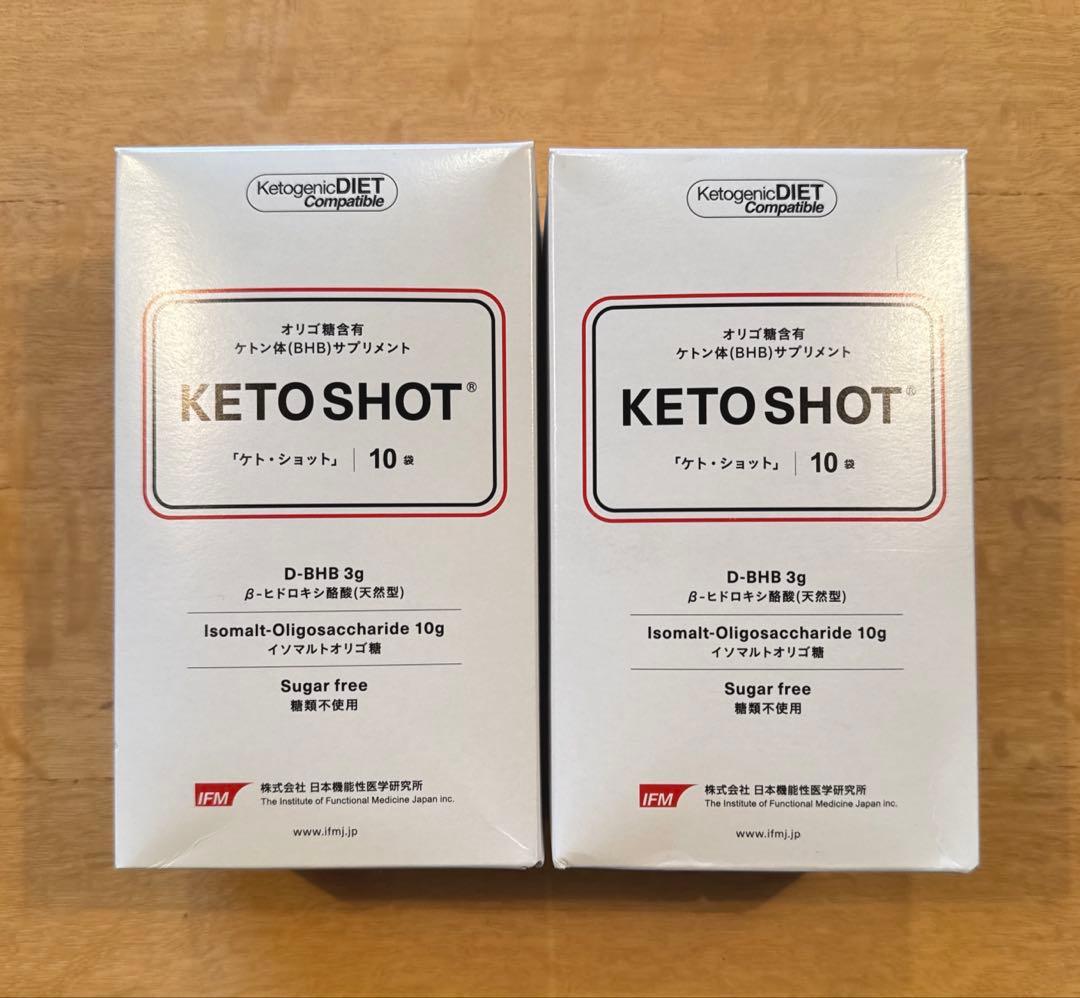 KetogenicDIET
Compatible
オリゴ糖含有
ケトン体(BHB)サプリメント
KETO SHOT®
「ケト・ショット」 | 10 袋
D-BHB 3g
β-ヒドロキシ酪酸(天然型)
Isomalt-Oligosaccharide 10g
イソマルトオリゴ糖
Sugar free
糖類不使用
IFM 株式会社 日本機能性医学研究所
The Institute of Functional Medicine Japan inc.
www.ifmj.jp
KetogenicDIET
Compatible
オリゴ糖含有
ケトン体(BHB)サプリメント
KETO SHOT®
「ケト・ショット」 | 10 袋
D-BHB 3g
β-ヒドロキシ酪酸(天然型)
Isomalt-Oligosaccharide 10g
イソマルトオリゴ糖
Sugar free
糖類不使用
IFM 株式会社 日本機能性医学研究所
The Institute of Functional Medicine Japan inc.
www.ifmj.jp